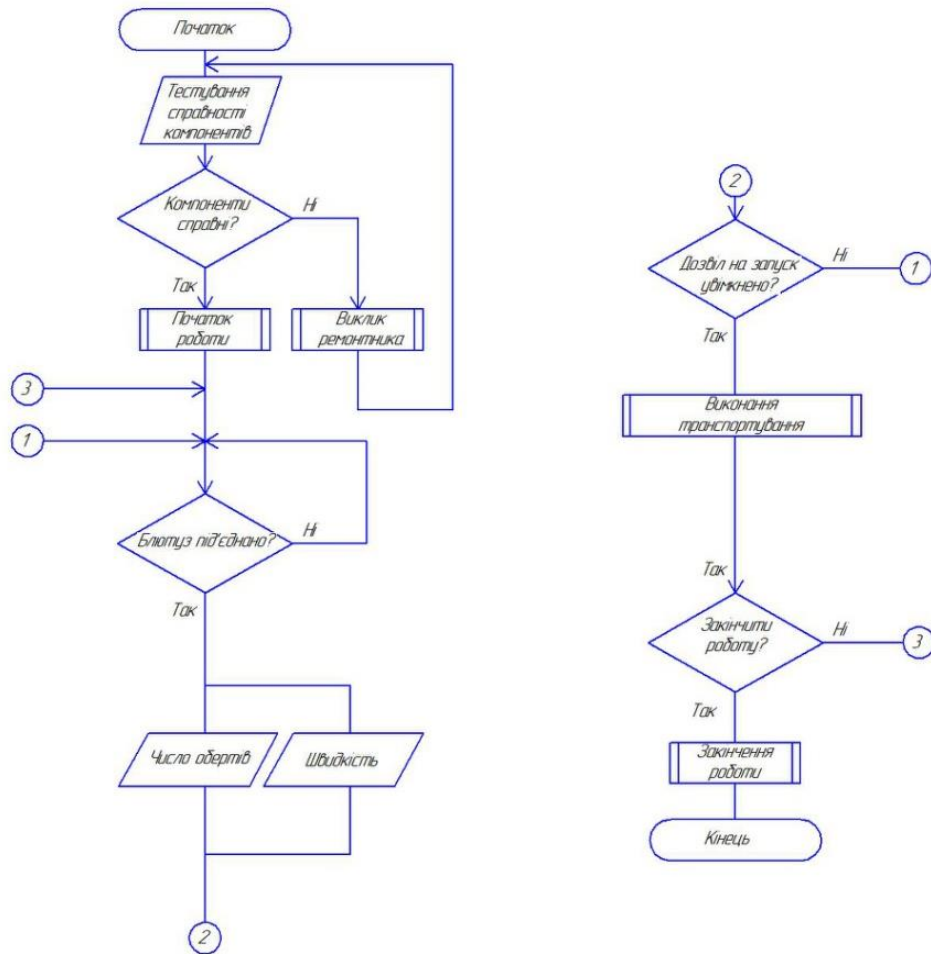 Початок
Тестування
справності
компонентів
Компоненти
справні?
Ні
Так
Початок
роботи
Виклик
ремонтника
3
1
Блютуз під'єднано?
Ні
Так
Число обертів
Швидкість
2
2
Дозвіл на запуск
увімкнено?
Ні
1
Так
Виконання
транспортування
Так
Закінчити
роботу?
Ні
3
Так
Закінчення
роботи
Кінець